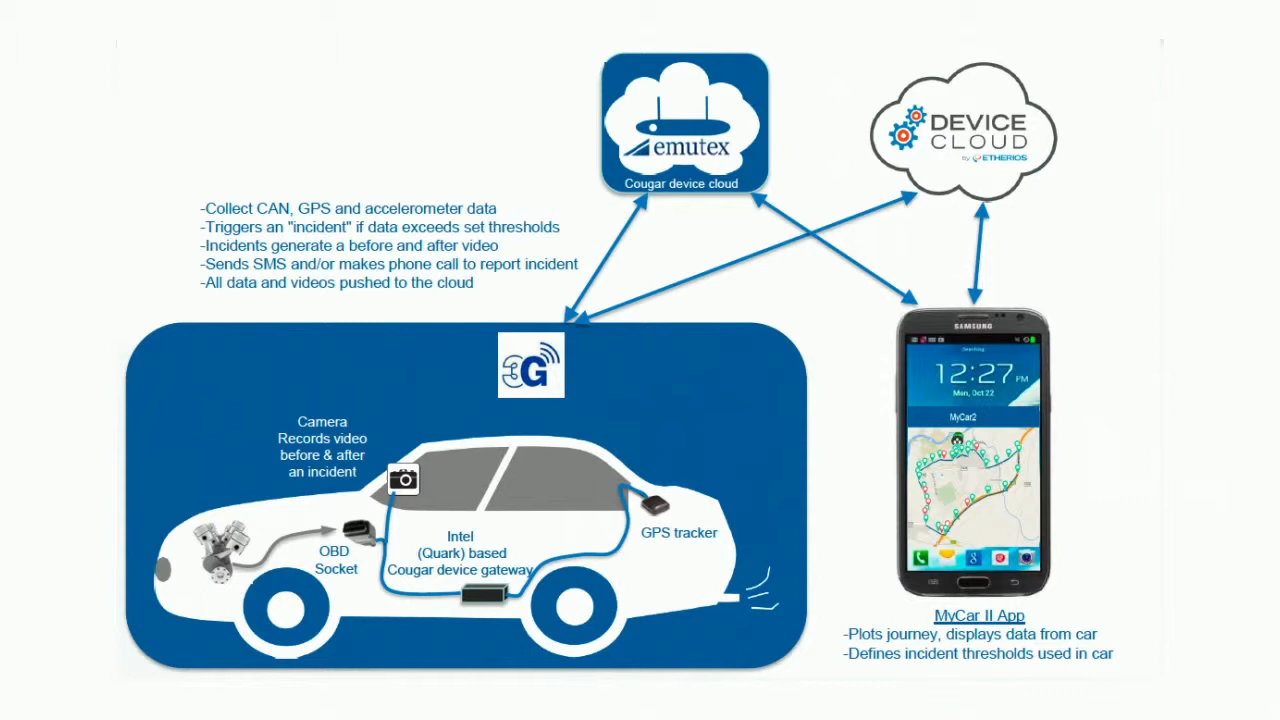 emutex
Cougar device cloud
DEVICE
CLOUD
by ETHERIOS
-Collect CAN, GPS and accelerometer data
-Triggers an "incident" if data exceeds set thresholds
-Incidents generate a before and after video
-Sends SMS and/or makes phone call to report incident
-All data and videos pushed to the cloud
3G
Camera
Records video
before & after
an incident
OBD
Socket
Intel
(Quark) based
Cougar device gateway
GPS tracker
SAMSUNG
12:27 PM
Mon, Oct 22
MyCar2
MyCar II App
-Plots journey, displays data from car
-Defines incident thresholds used in car